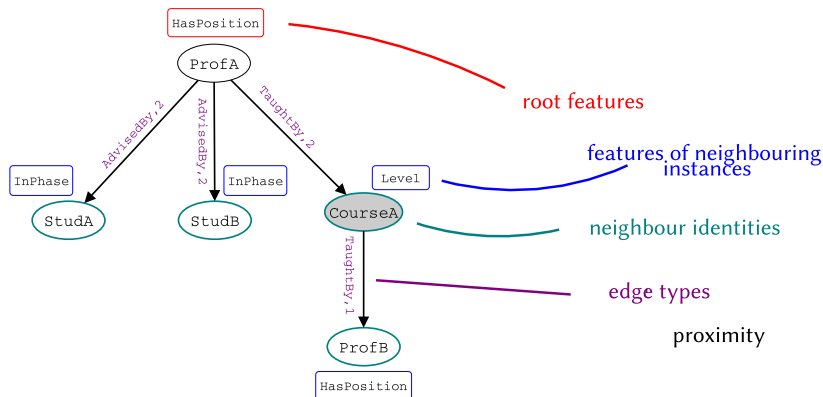 HasPosition
ProfA
root features
AdvisedBy,2
AdvisedBy,2
TaughtBy,2
features of neighbouring
instances
InPhase
InPhase
Level
StudA
StudB
CourseA
neighbour identities
TaughtBy,1
edge types
proximity
ProfB
HasPosition